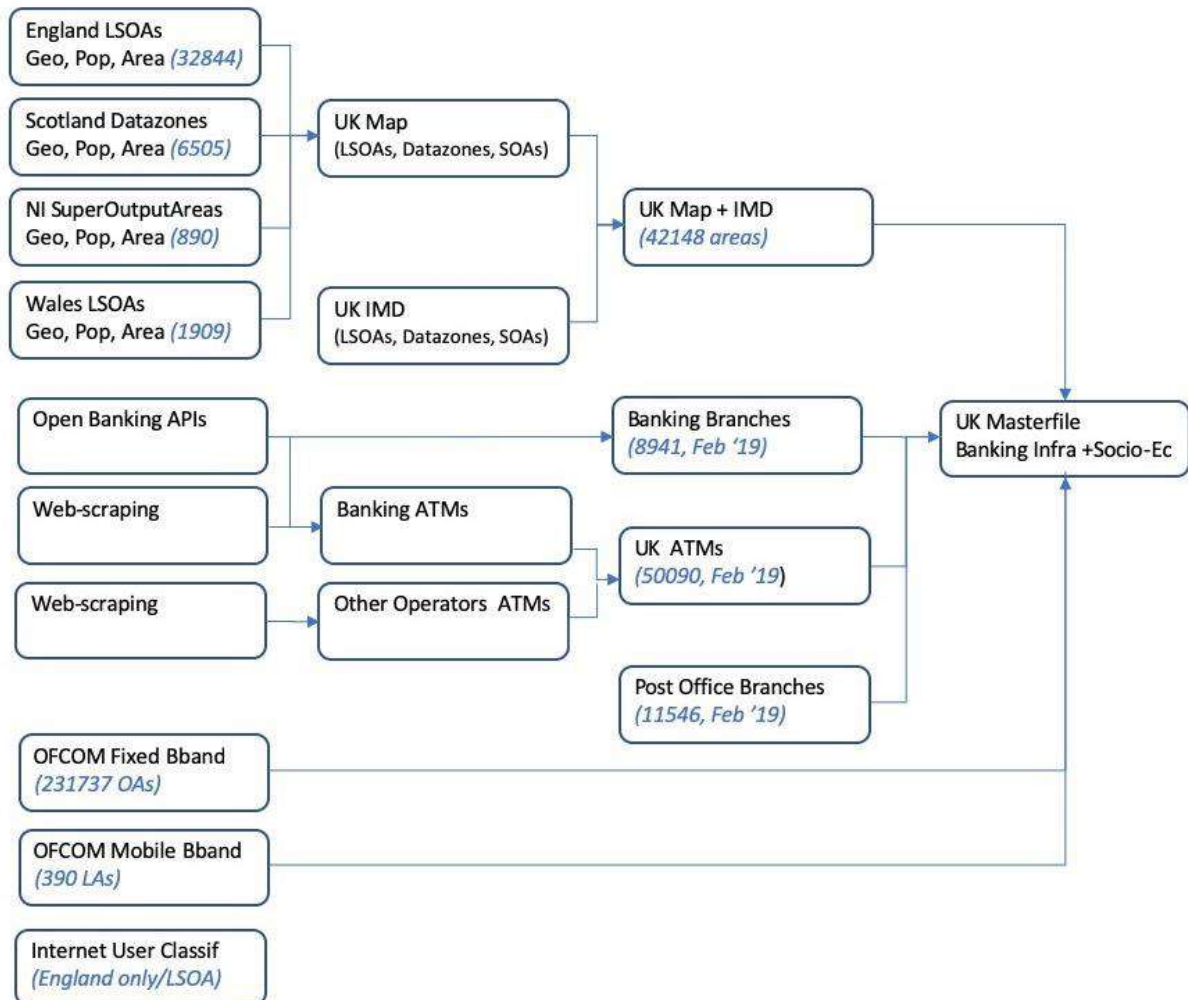 England LSOAs
Geo, Pop, Area (32844)
Scotland Datazones
Geo, Pop, Area (6505)
NI SuperOutputAreas
Geo, Pop, Area (890)
Wales LSOAs
Geo, Pop, Area (1909)
UK Map
(LSOAs, Datazones, SOAs)
UK IMD
(LSOAs, Datazones, SOAs)
UK Map + IMD
(42148 areas)
Open Banking APIs
Web-scraping
Web-scraping
Banking ATMs
Other Operators ATMs
Banking Branches
(8941, Feb ‘19)
UK ATMs
(50090, Feb ’19)
Post Office Branches
(11546, Feb ’19)
UK Masterfile
Banking Infra +Socio-Ec
OFCOM Fixed Bband
(231737 OAs)
OFCOM Mobile Bband
(390 LAs)
Internet User Classif
(England only/LSOA)